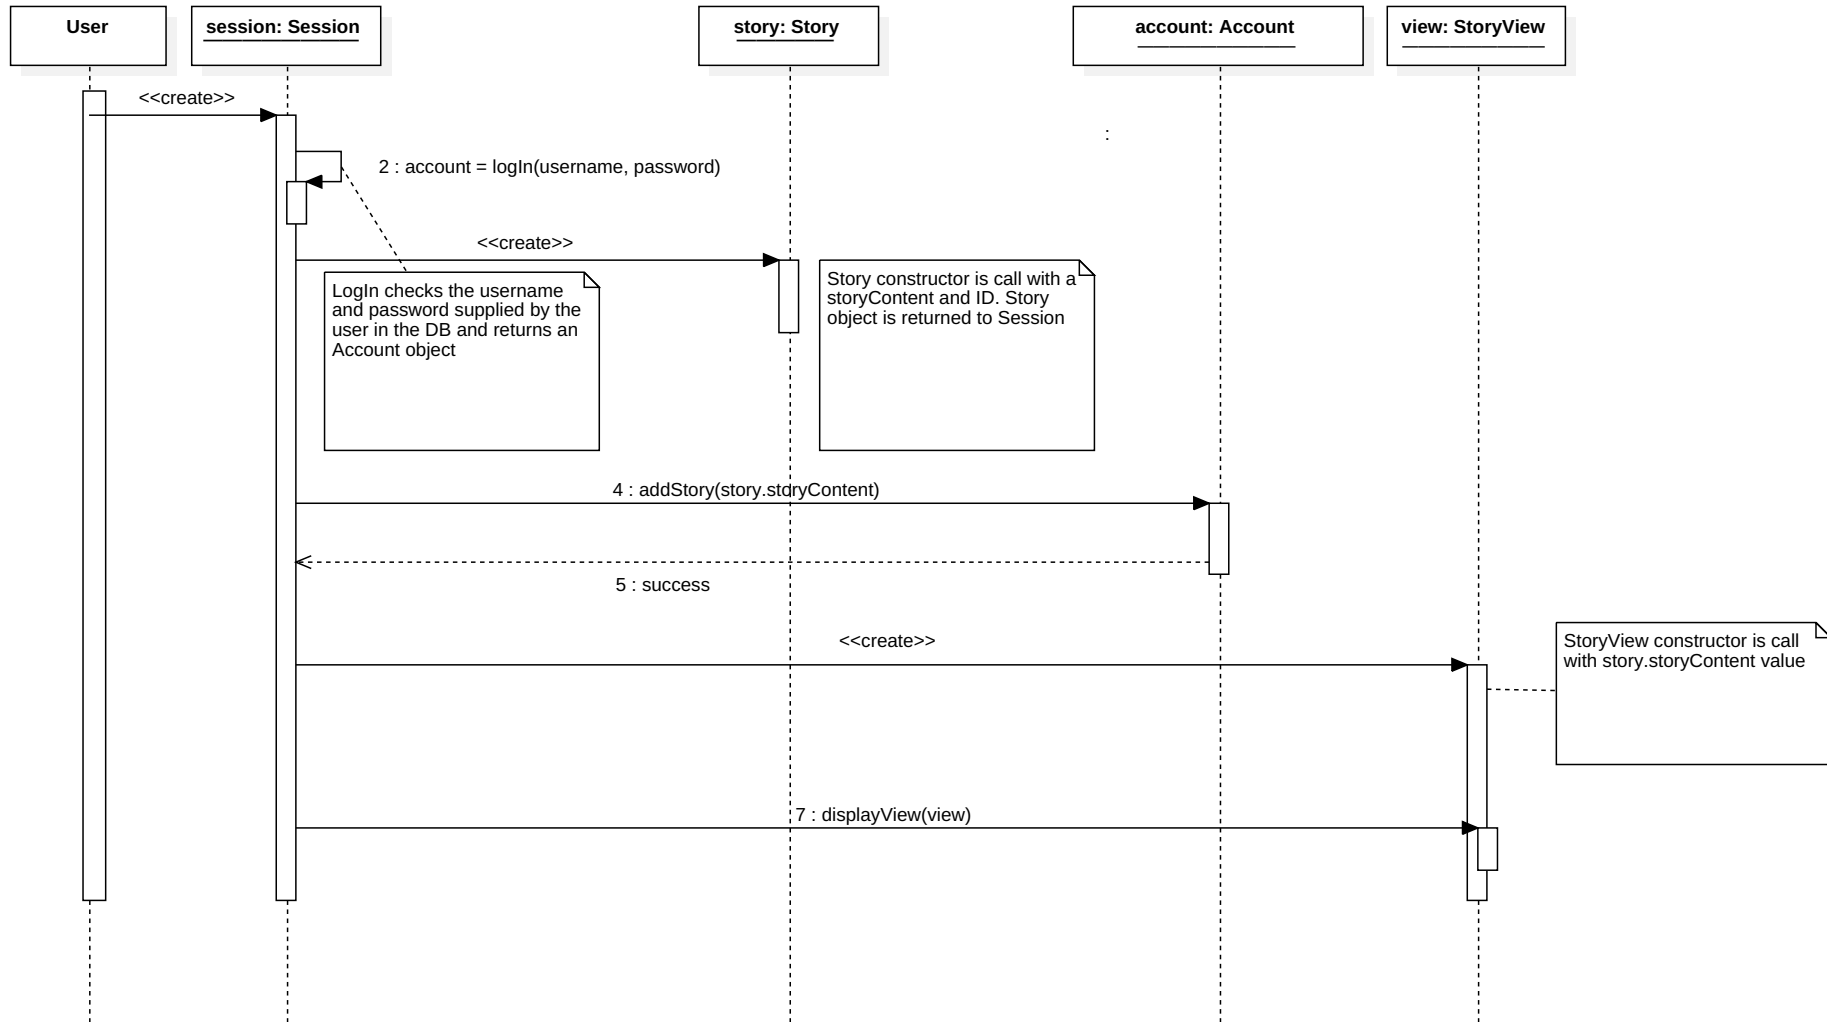 User
session: Session
story: Story
account: Account
view: StoryView
<<create>>
:
2 : account = logIn(username, password)
<<create>>
LogIn checks the username
and password supplied by the
user in the DB and returns an
Account object
Story constructor is call with a
storyContent and ID. Story
object is returned to Session
4 : addStory(story.storyContent)
5 : success
<<create>>
StoryView constructor is call
with story.storyContent value
7 : displayView(view)